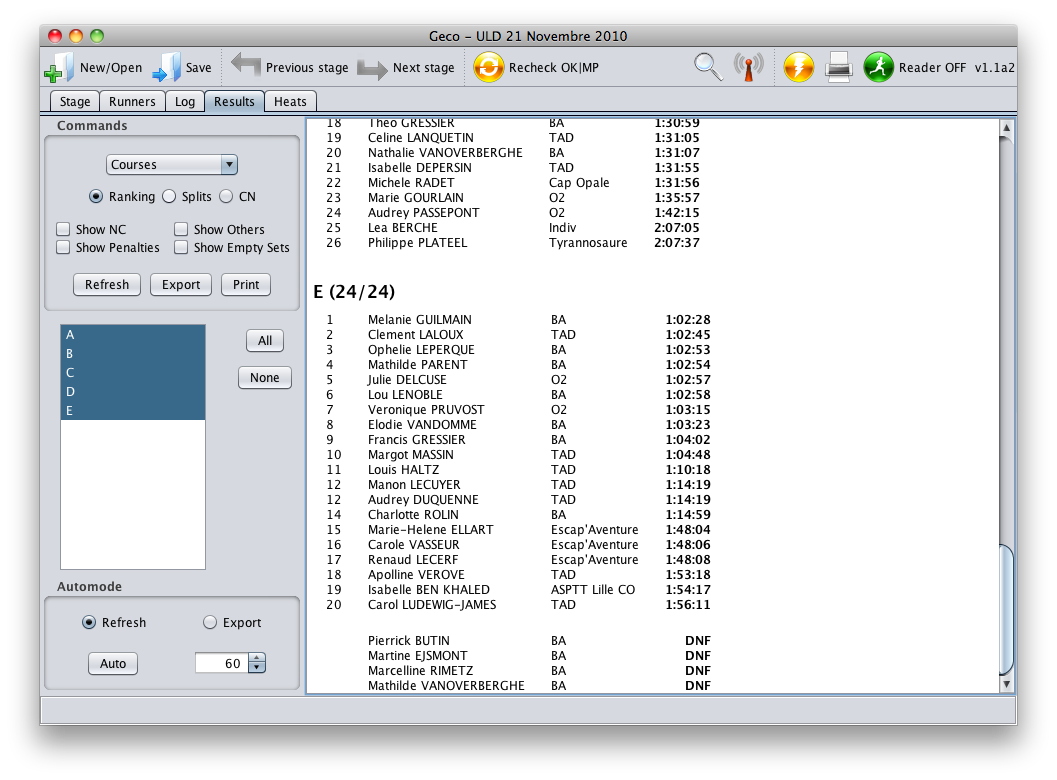 Geco – ULD 21 Novembre 2010
New/Open Save Previous stage Next stage Recheck OK|MP Reader OFF v1.1a2
Stage Runners Log Results Heats
Commands
Courses
Ranking Splits CN
Show NC Show Others
Show Penalties Show Empty Sets
Refresh Export Print
A
B
C
D
E
All
None
Automode
Refresh Export
Auto 60
18 Theo GRESSIER BA 1:30:59
19 Celine LANQUETIN TAD 1:31:05
20 Nathalie VANOVERBERGHE BA 1:31:07
21 Isabelle DEPERSIN TAD 1:31:55
22 Michele RADET Cap Opale 1:31:56
23 Marie GOURLAIN O2 1:35:57
24 Audrey PASSEPONT O2 1:42:15
25 Lea BERCHE Indiv 2:07:05
26 Philippe PLATEEL Tyrannosaure 2:07:37
E (24/24)
1 Melanie GUILMAIN BA 1:02:28
2 Clement LALOUX TAD 1:02:45
3 Ophelie LEPERQUE BA 1:02:53
4 Mathilde PARENT BA 1:02:54
5 Julie DELCUSE O2 1:02:57
6 Lou LENOBLE BA 1:02:58
7 Veronique PRUVOST O2 1:03:15
8 Elodie VANDOMME BA 1:03:23
9 Francis GRESSIER BA 1:04:02
10 Margot MASSIN TAD 1:04:48
11 Louis HALTZ TAD 1:10:18
12 Manon LECUYER TAD 1:14:19
12 Audrey DUQUENNE TAD 1:14:19
14 Charlotte ROLIN BA 1:14:59
15 Marie-Helene ELLART Escap'Aventure 1:48:04
16 Carole VASSEUR Escap'Aventure 1:48:06
17 Renaud LECERF Escap'Aventure 1:48:08
18 Apolline VEROVE TAD 1:53:18
19 Isabelle BEN KHALED ASPTT Lille CO 1:54:17
20 Carol LUDEWIG-JAMES TAD 1:56:11
Pierrick BUTIN BA DNF
Martine EJSMONT BA DNF
Marcelline RIMETZ BA DNF
Mathilde VANOVERBERGHE BA DNF